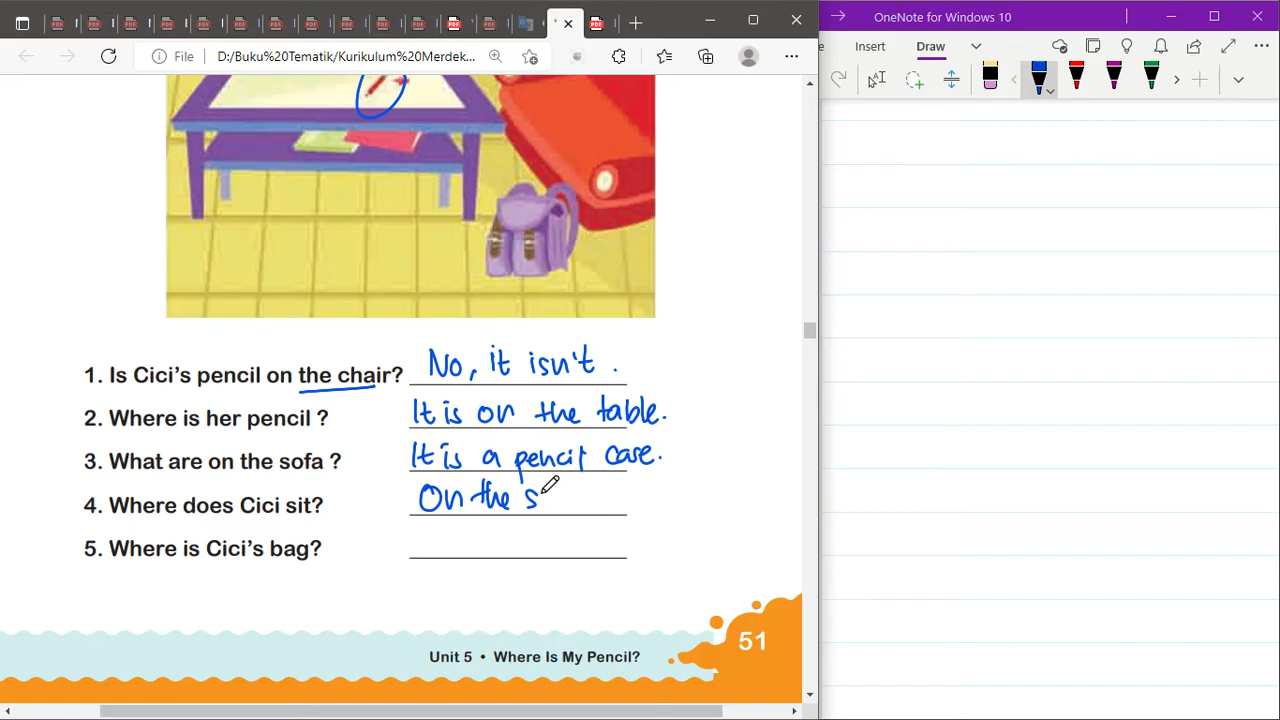 File D:/Buku%20Tematik/Kurikulum%20Merdek...
OneNote for Windows 10
Insert Draw
1. Is Cici's pencil on the chair? No, it isn't.
2. Where is her pencil ? It is on the table.
3. What are on the sofa ? It is a pencil case.
4. Where does Cici sit? On the s
5. Where is Cici's bag?
51
Unit 5 • Where Is My Pencil?